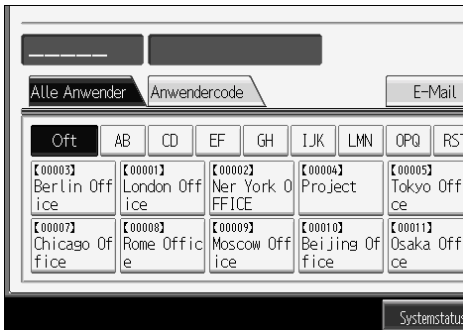 _ _ _ _ _
Alle Anwender Anwendercode E-Mail
Oft AB CD EF GH IJK LMN OPQ RST
【00003】 【00001】 【00002】 【00004】 【00005】
Berlin Off London Off Ner York O Project Tokyo Off
ice ice FFICE ce
【00007】 【00008】 【00009】 【00010】 【00011】
Chicago Of Rome Offic Moscow Off Beijing Of Osaka Off
fice e ice fice ce
Systemstatus